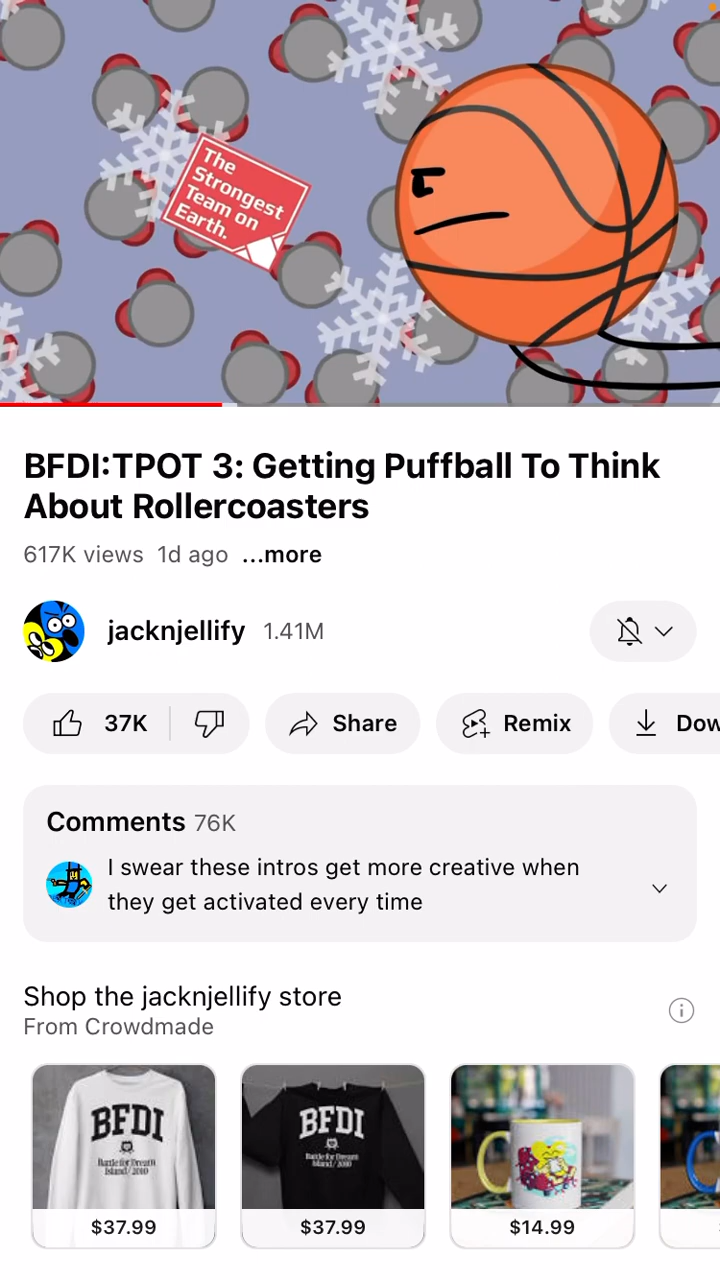 The
Strongest
Team on
Earth.
BFDI:TPOT 3: Getting Puffball To Think
About Rollercoasters
617K views 1d ago ...more
jacknjellify 1.41M
37K
Share
Remix
Dow
Comments 76K
I swear these intros get more creative when
they get activated every time
Shop the jacknjellify store
From Crowdmade
BFDI
Battle for Dream
Island/2010
BFDI
Battle for Dream
Island/2010
$37.99
$37.99
$14.99